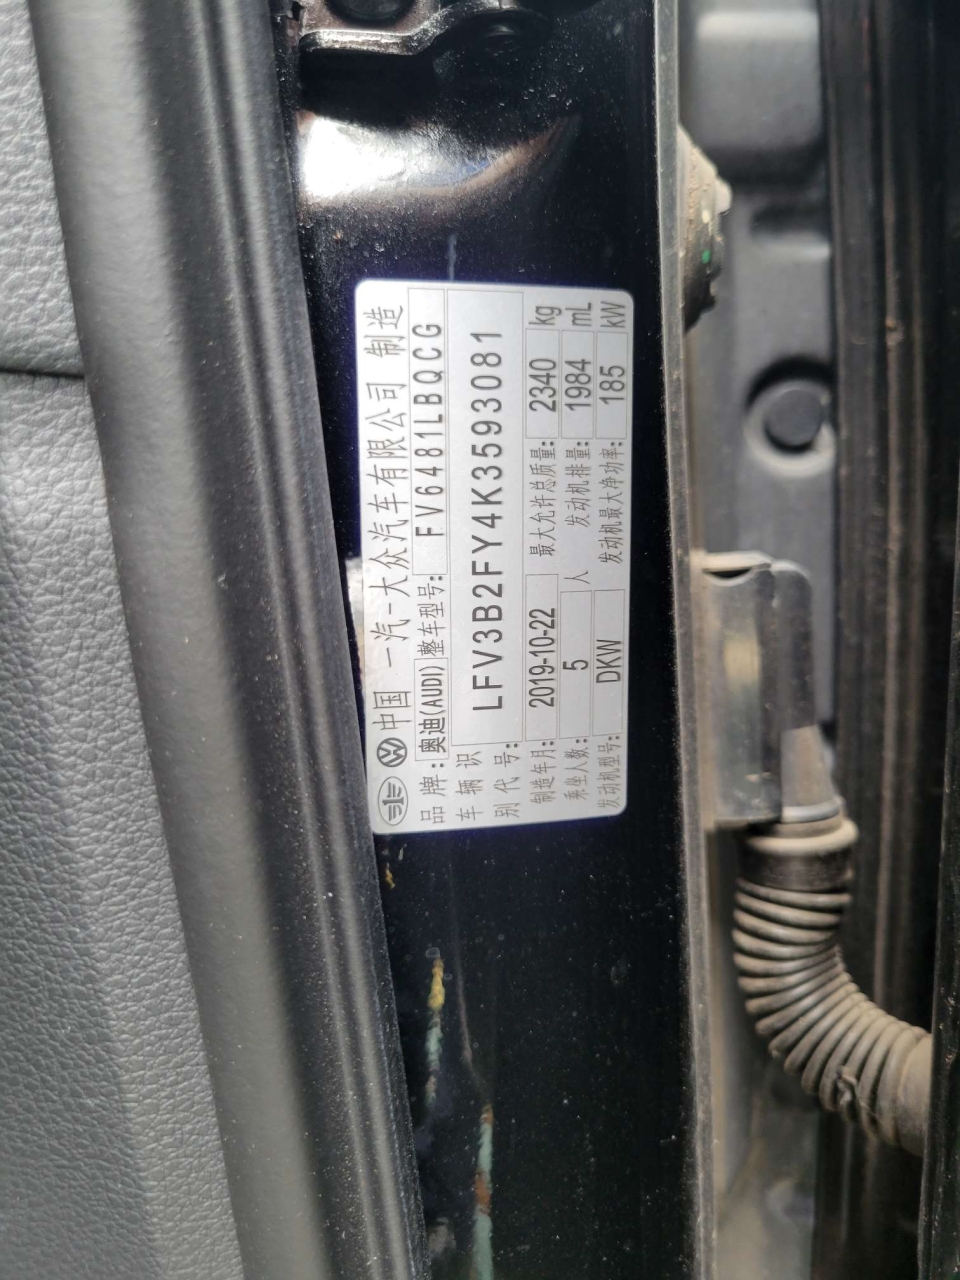 中国 一汽-大众汽车有限公司 制造
品牌: 奥迪(AUDI) 整车型号: FV6481LBQCG
车辆识别代号: LFV3B2FY4K3593081
制造年月: 2019-10-22 最大允许总质量: 2340 kg
乘坐人数: 5 人 发动机排量: 1984 mL
发动机型号: DKW 发动机最大净功率: 185 kW